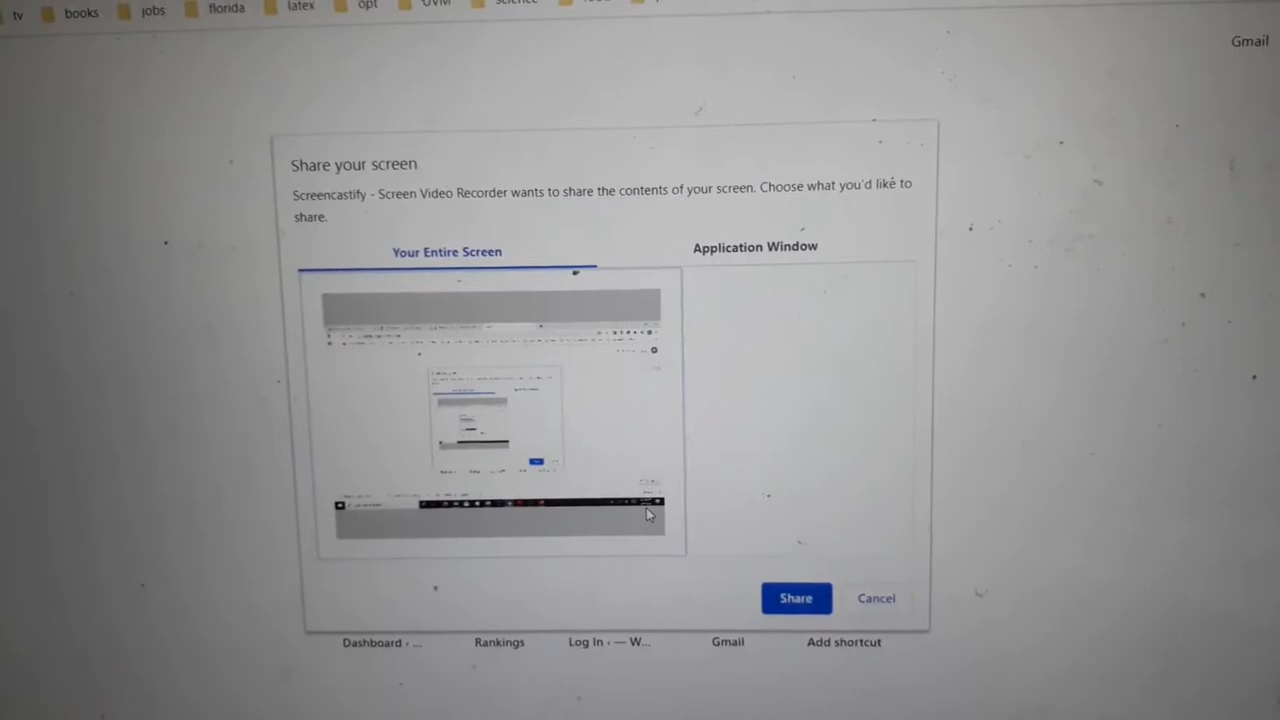 tv books jobs florida latex opt UVM science
Gmail
Share your screen
Screencastify - Screen Video Recorder wants to share the contents of your screen. Choose what you'd like to
share.
Your Entire Screen Application Window
Share Cancel
Dashboard ‹ ... Rankings Log In ‹ — W... Gmail Add shortcut